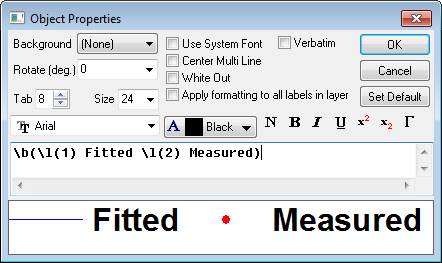 Object Properties
Background (None) Use System Font Verbatim OK
Rotate (deg.) 0 Center Multi Line
White Out Cancel
Tab 8 Size 24 Apply formatting to all labels in layer Set Default
Arial A Black N B I U x² x₂ Γ
\b(\l(1) Fitted \l(2) Measured)
Fitted Measured